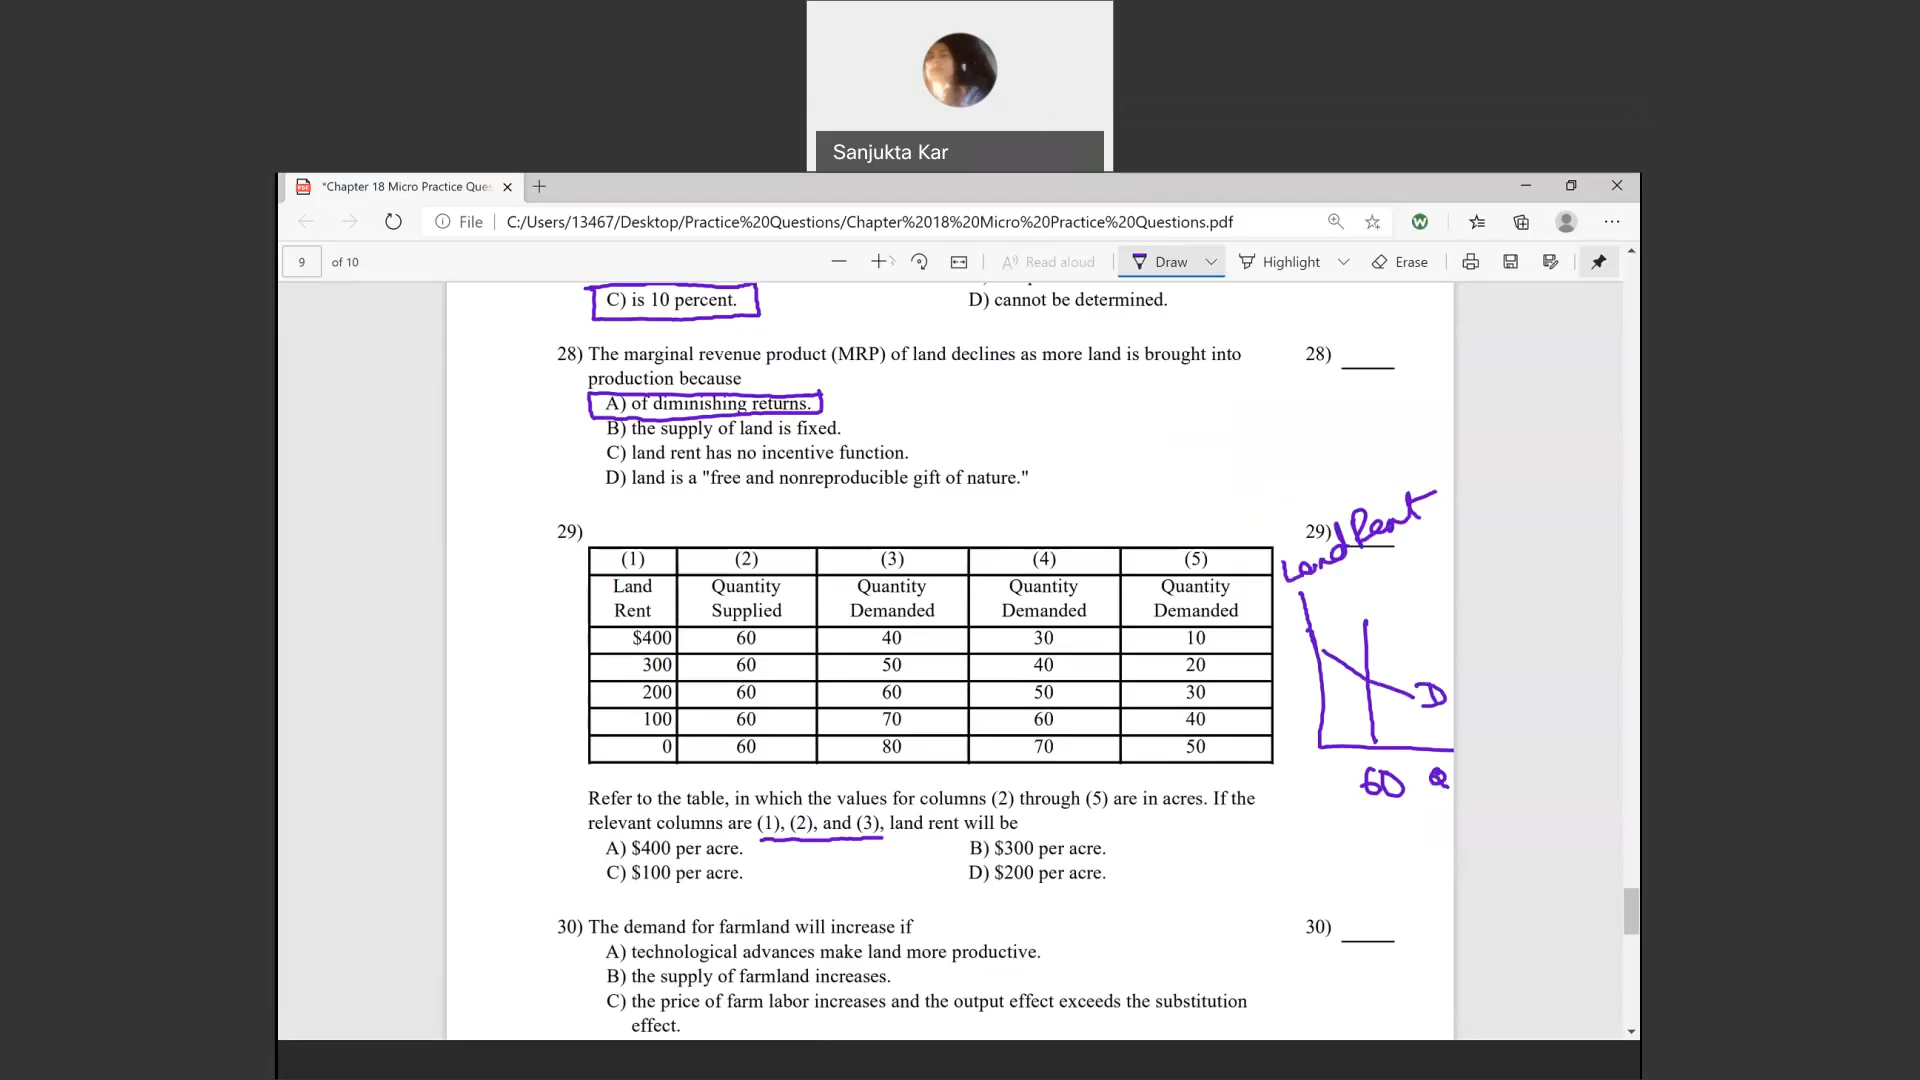 Sanjukta Kar
*Chapter 18 Micro Practice Ques
File C:/Users/13467/Desktop/Practice%20Questions/Chapter%2018%20Micro%20Practice%20Questions.pdf
9 of 10 Read aloud Draw Highlight Erase
C) is 10 percent. D) cannot be determined.
28) The marginal revenue product (MRP) of land declines as more land is brought into 28)
production because
A) of diminishing returns.
B) the supply of land is fixed.
C) land rent has no incentive function.
D) land is a "free and nonreproducible gift of nature."
29) 29)
Land Rent
(1) (2) (3) (4) (5)
Land Quantity Quantity Quantity Quantity
Rent Supplied Demanded Demanded Demanded
$400 60 40 30 10
300 60 50 40 20
200 60 60 50 30
D
100 60 70 60 40
0 60 80 70 50
60 Q
Refer to the table, in which the values for columns (2) through (5) are in acres. If the
relevant columns are (1), (2), and (3), land rent will be
A) $400 per acre. B) $300 per acre.
C) $100 per acre. D) $200 per acre.
30) The demand for farmland will increase if 30)
A) technological advances make land more productive.
B) the supply of farmland increases.
C) the price of farm labor increases and the output effect exceeds the substitution
effect.